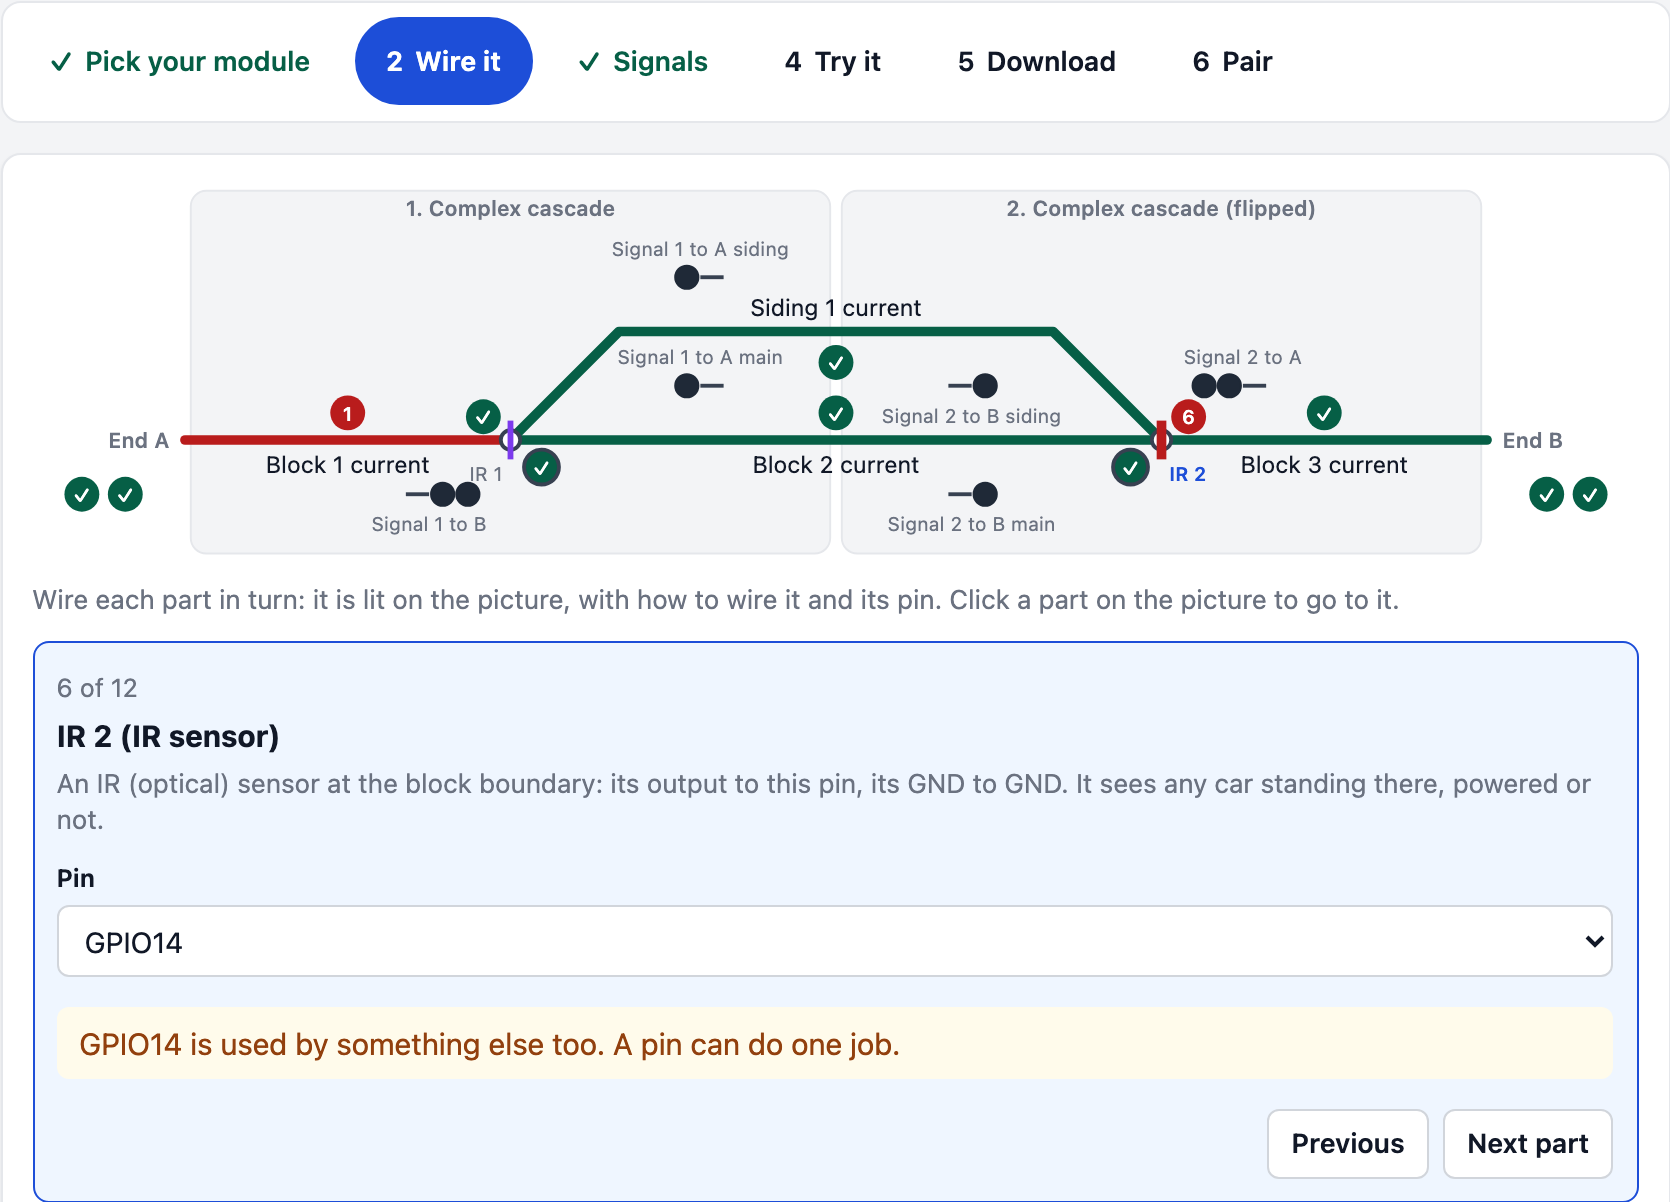 Pick your module
2 Wire it
Signals
4 Try it
5 Download
6 Pair
1. Complex cascade
2. Complex cascade (flipped)
Signal 1 to A siding
Siding 1 current
Signal 1 to A main
Signal 2 to A
1
Signal 2 to B siding
6
End A
End B
Block 1 current
IR 1
Block 2 current
IR 2
Block 3 current
Signal 1 to B
Signal 2 to B main
Wire each part in turn: it is lit on the picture, with how to wire it and its pin. Click a part on the picture to go to it.
6 of 12
IR 2 (IR sensor)
An IR (optical) sensor at the block boundary: its output to this pin, its GND to GND. It sees any car standing there, powered or
not.
Pin
GPIO14
GPIO14 is used by something else too. A pin can do one job.
Previous
Next part